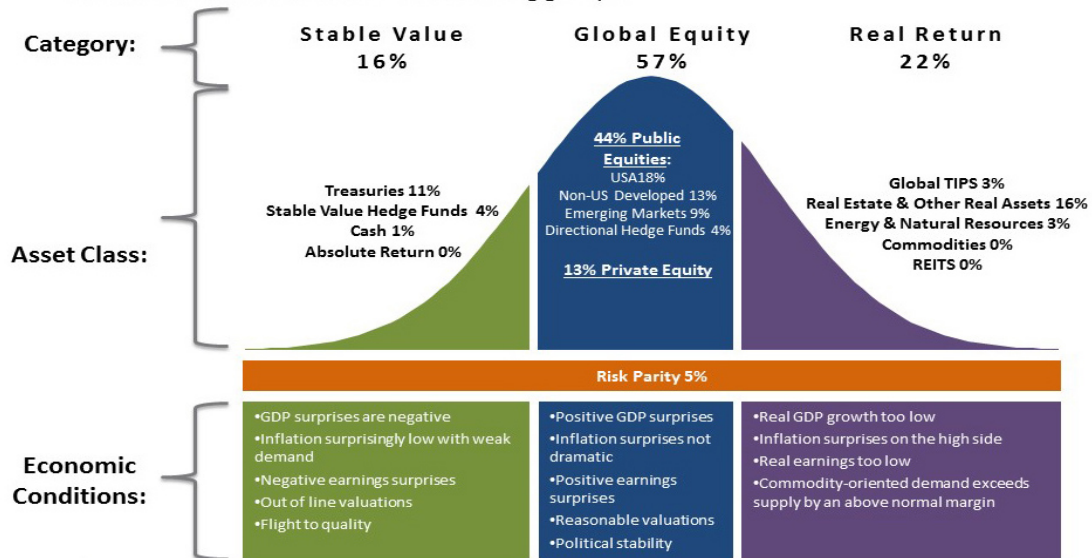 Category:
Stable Value
16%
Global Equity
57%
Real Return
22%
Asset Class:
Treasuries 11%
Stable Value Hedge Funds 4%
Cash 1%
Absolute Return 0%
44% Public
Equities:
USA18%
Non-US Developed 13%
Emerging Markets 9%
Directional Hedge Funds 4%
13% Private Equity
Global TIPS 3%
Real Estate & Other Real Assets 16%
Energy & Natural Resources 3%
Commodities 0%
REITS 0%
Risk Parity 5%
Economic
Conditions:
•GDP surprises are negative
•Inflation surprisingly low with weak
demand
•Negative earnings surprises
•Out of line valuations
•Flight to quality
•Positive GDP surprises
•Inflation surprises not
dramatic
•Positive earnings
surprises
•Reasonable valuations
•Political stability
•Real GDP growth too low
•Inflation surprises on the high side
•Real earnings too low
•Commodity-oriented demand exceeds
supply by an above normal margin